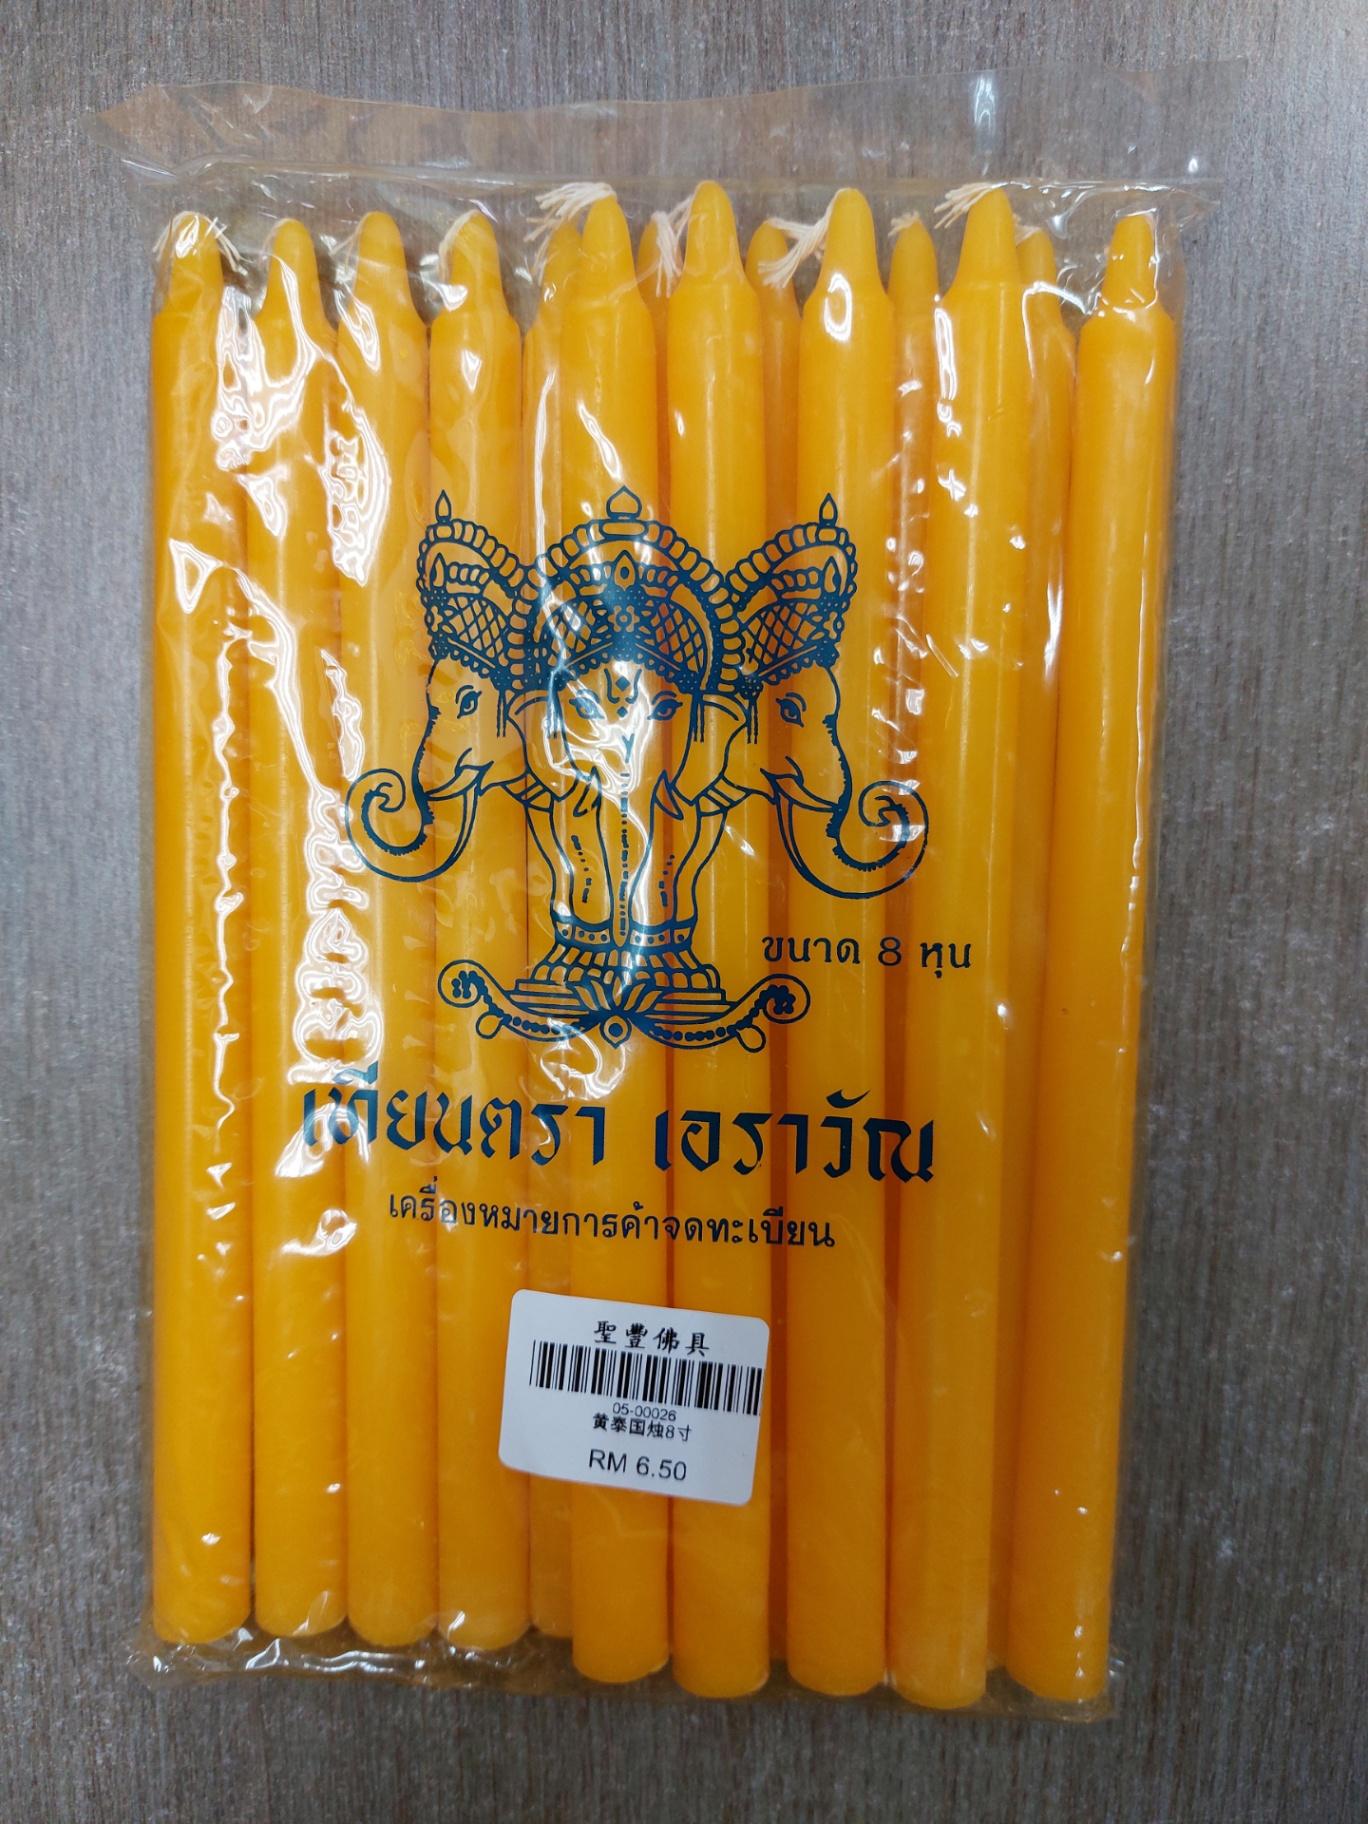 ขนาด 8 หุน
เทียนตรา เอราวัณ
เครื่องหมายการค้าจดทะเบียน
聖豐佛具
05-00026
黄泰国烛8寸
RM 6.50